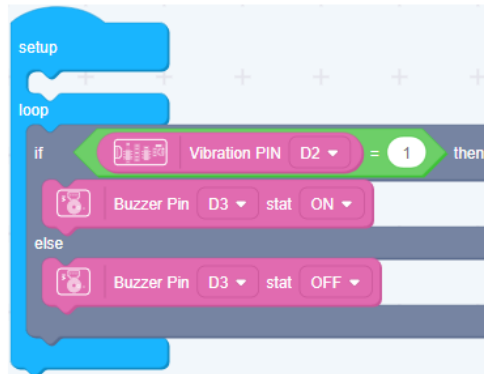 setup
loop
if Vibration PIN D2 = 1 then
Buzzer Pin D3 stat ON
else
Buzzer Pin D3 stat OFF